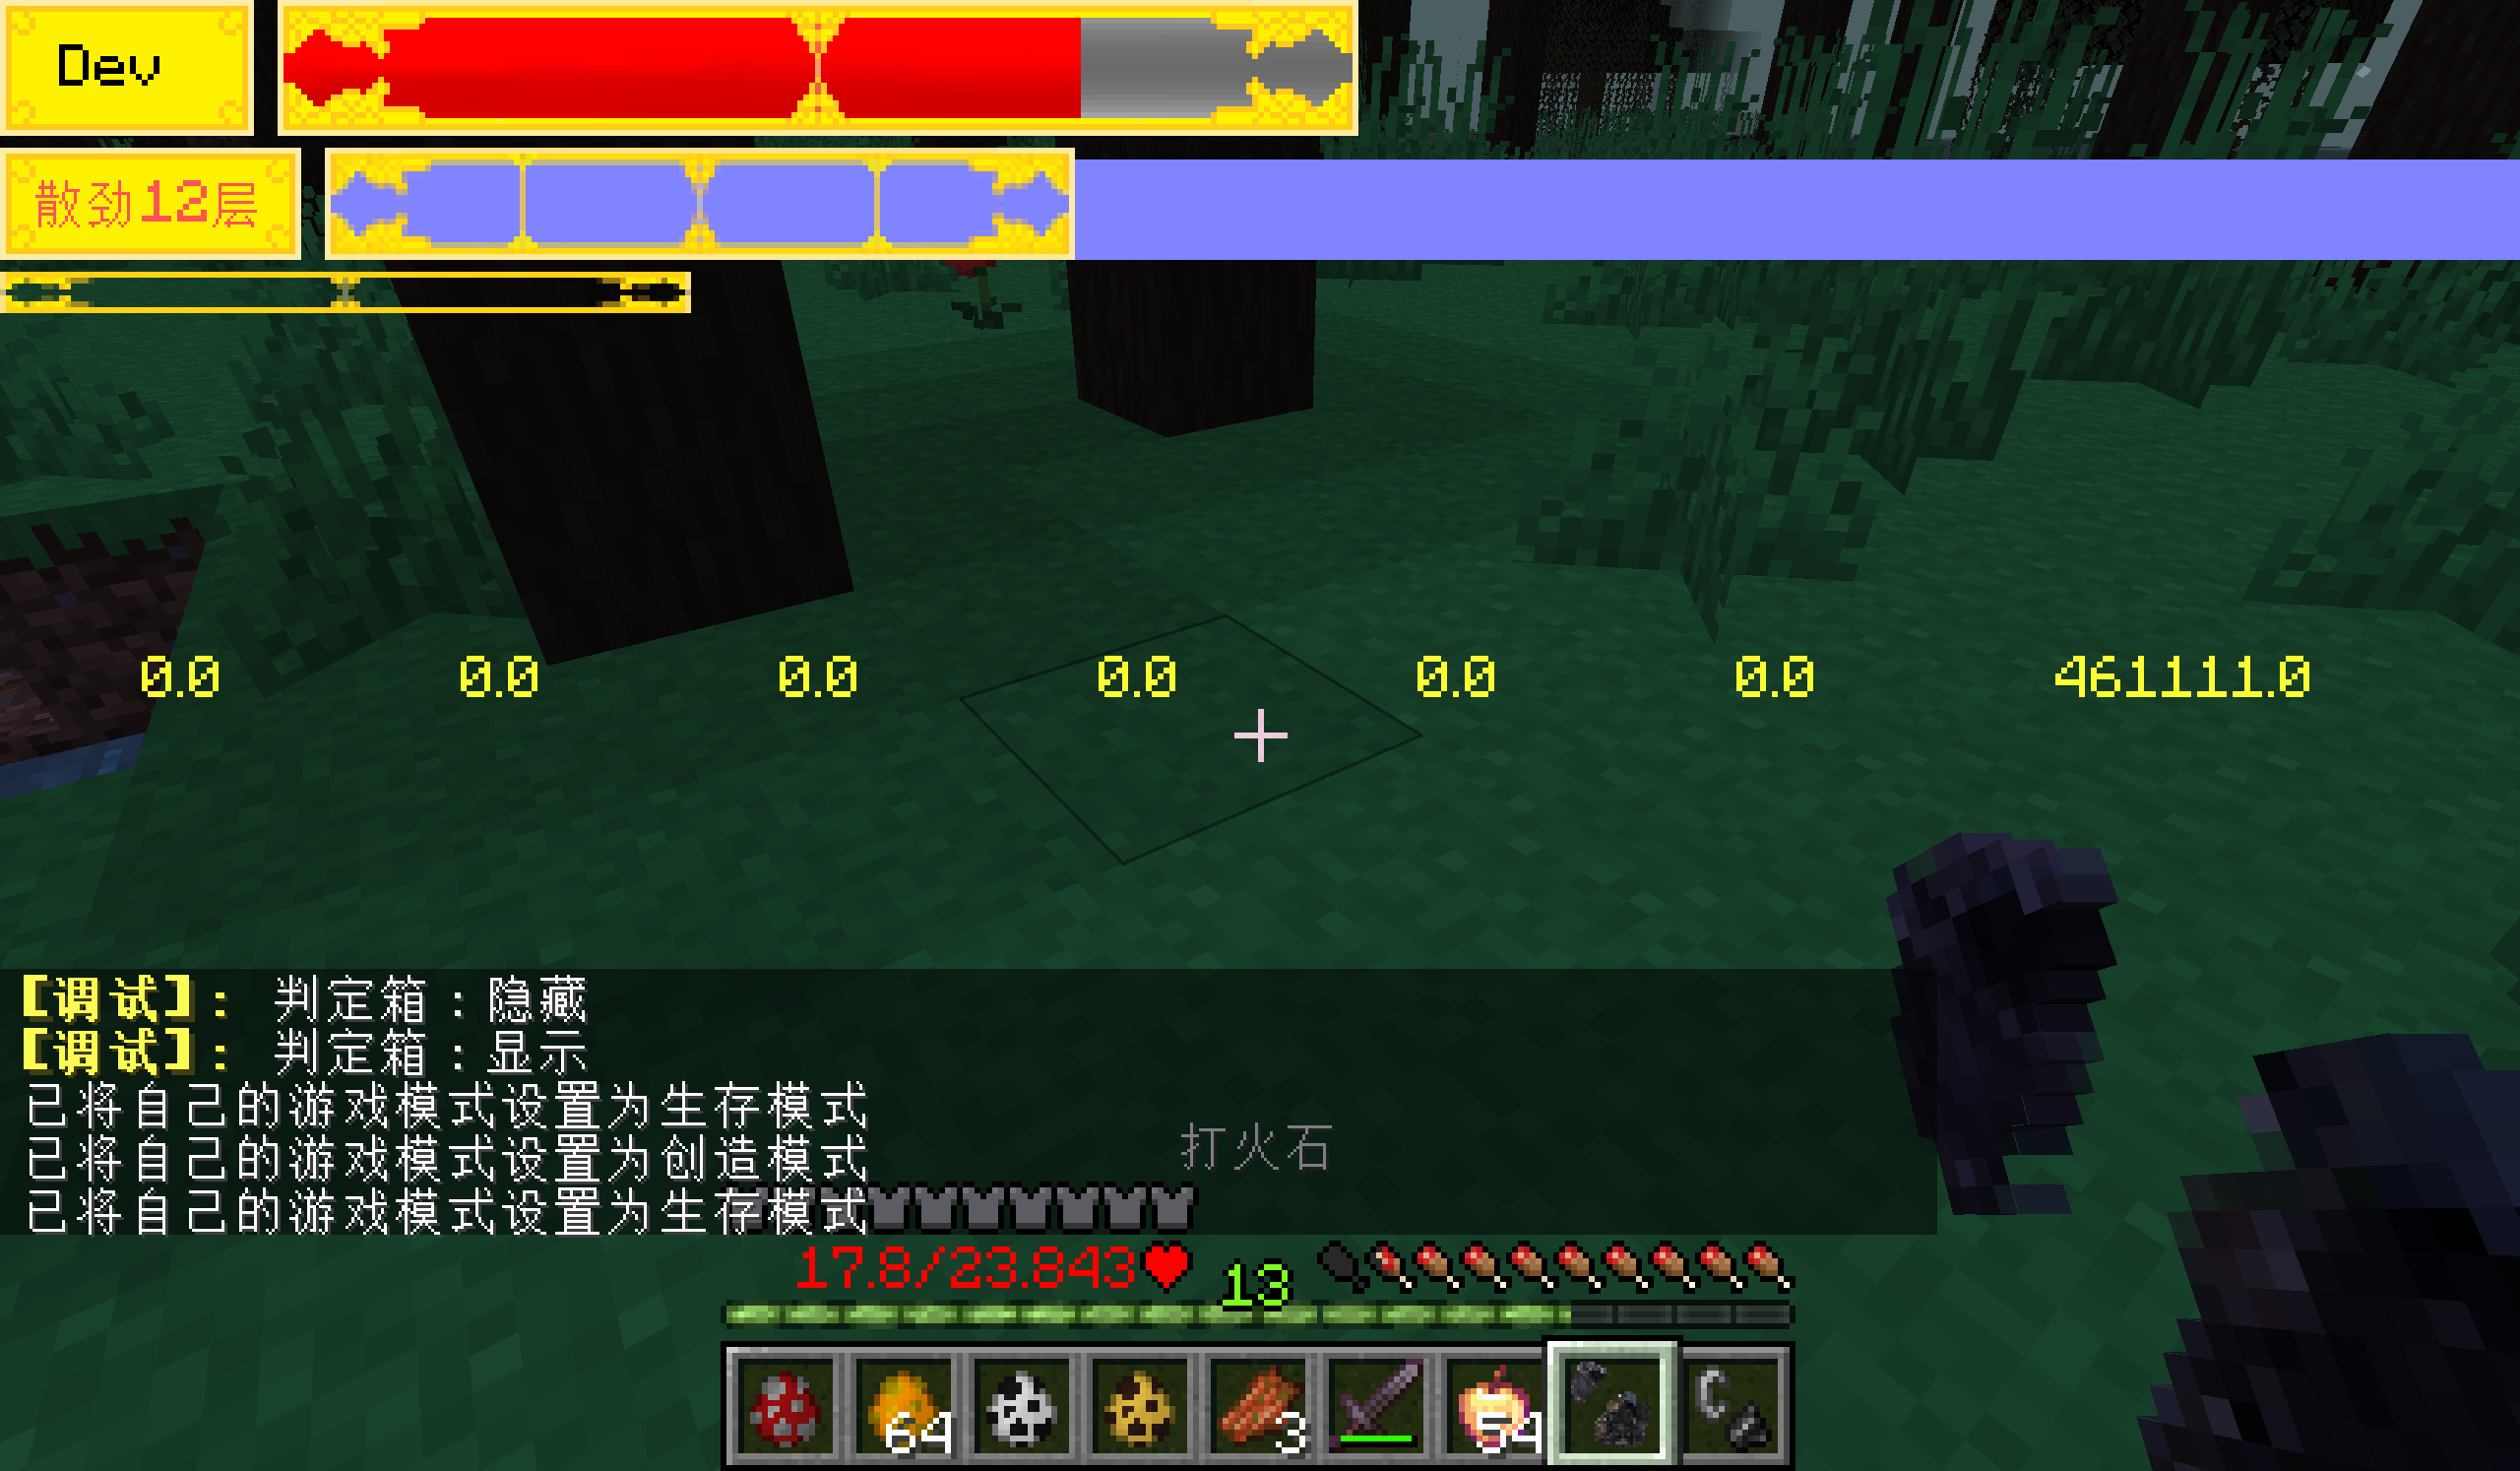 Dev
散劲12层
0.0 0.0 0.0 0.0 0.0 0.0 461111.0
【调试】: 判定箱:隐藏
【调试】: 判定箱:显示
已将自己的游戏模式设置为生存模式
已将自己的游戏模式设置为创造模式
打火石
已将自己的游戏模式设置为生存模式
17.8/23.843
13
64 3 54